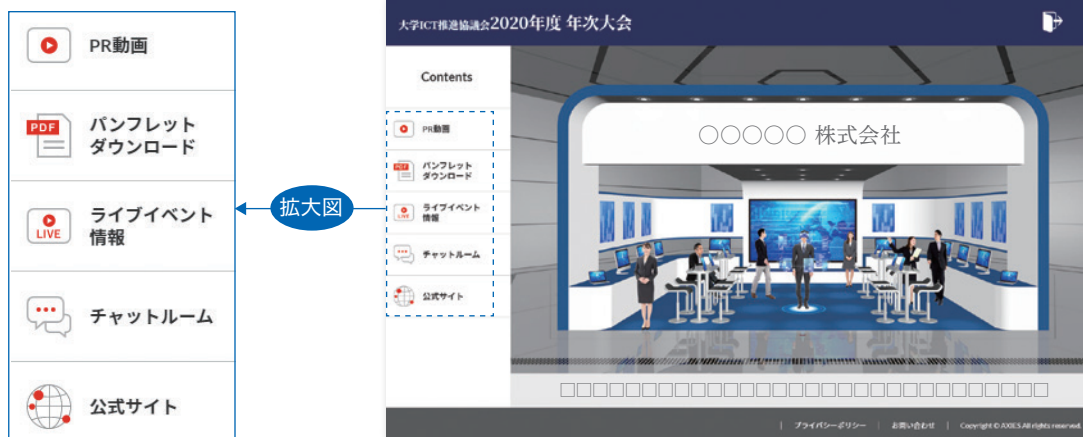 PR動画
PDF
パンフレット
ダウンロード
LIVE
ライブイベント
情報
チャットルーム
公式サイト
拡大図
大学ICT推進協議会2020年度 年次大会
Contents
PR動画
PDF
パンフレット
ダウンロード
LIVE
ライブイベント
情報
チャットルーム
公式サイト
○○○○○ 株式会社
□□□□□□□□□□□□□□□□□□□□□□□□□□□□□□
| プライバシーポリシー | お問い合わせ | Copyright © AXIES All rights reserved.